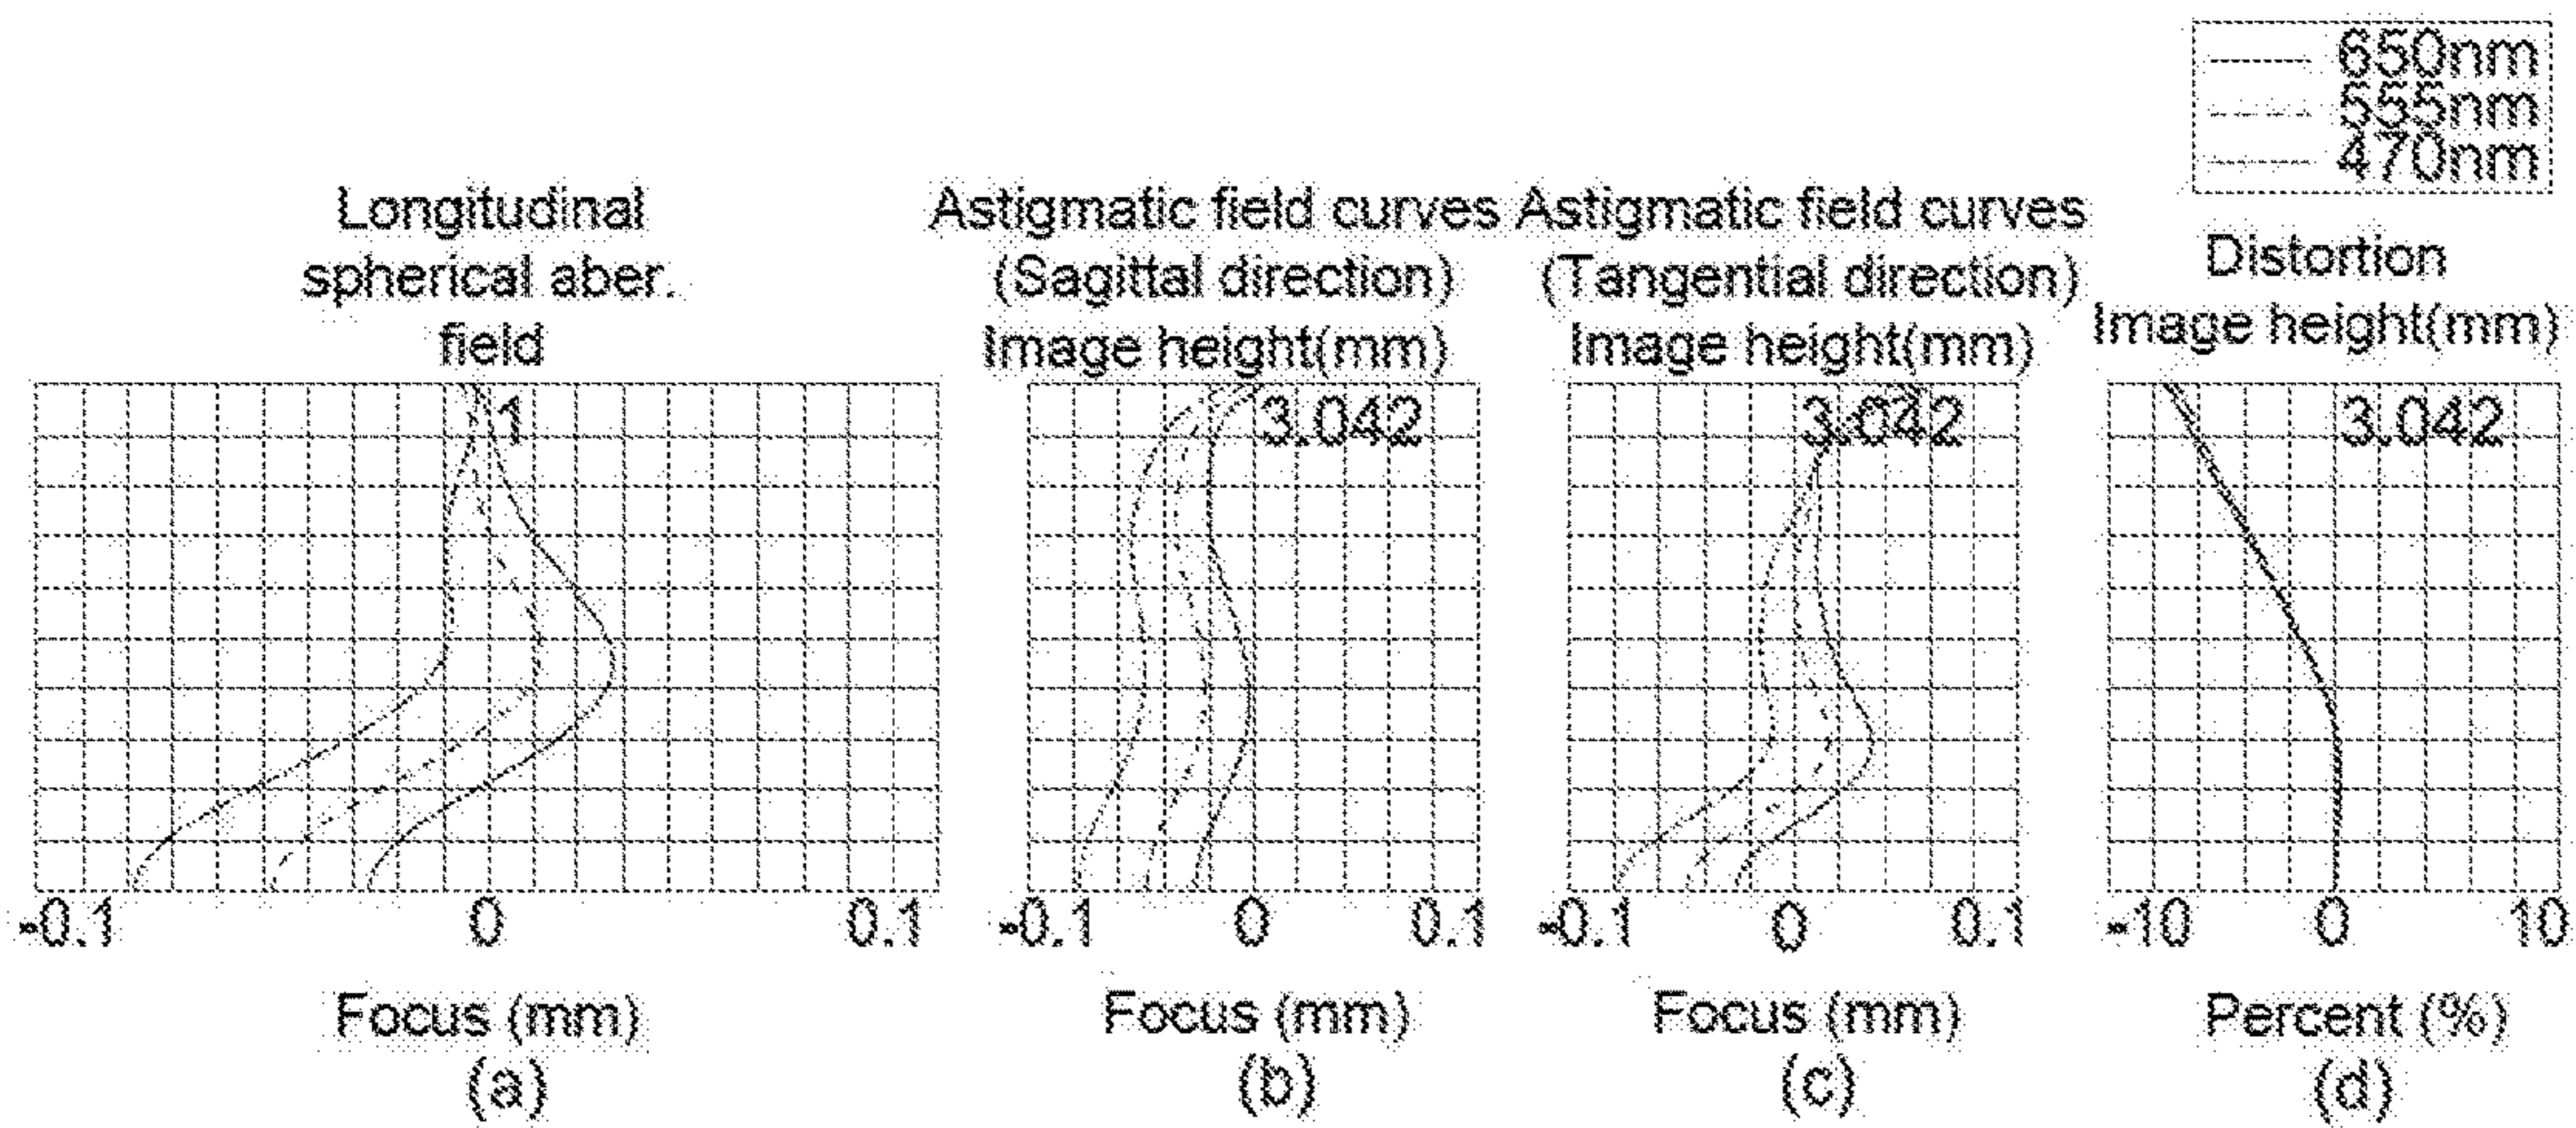 650nm
555nm
470nm
Longitudinal
spherical aber.
field
Astigmatic field curves
(Sagittal direction)
Image height(mm)
Astigmatic field curves
(Tangential direction)
Image height(mm)
Distortion
Image height(mm)
1
3.042
3.042
3.042
-0.1 0 0.1
-0.1 0 0.1
-0.1 0 0.1
-10 0 10
Focus (mm)
(a)
Focus (mm)
(b)
Focus (mm)
(c)
Percent (%)
(d)